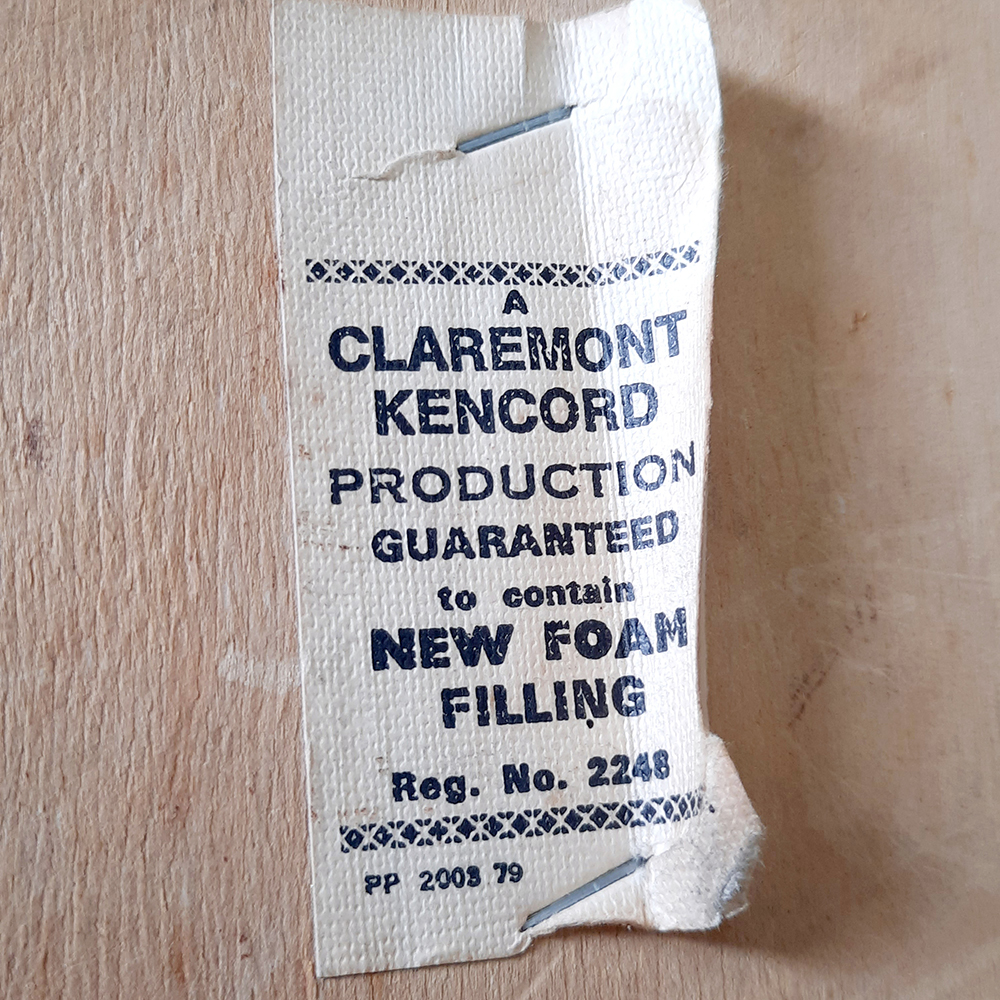 A
CLAREMONT
KENCORD
PRODUCTION
GUARANTEED
to contain
NEW FOAM
FILLING
Reg. No. 2248
PP 2003 79